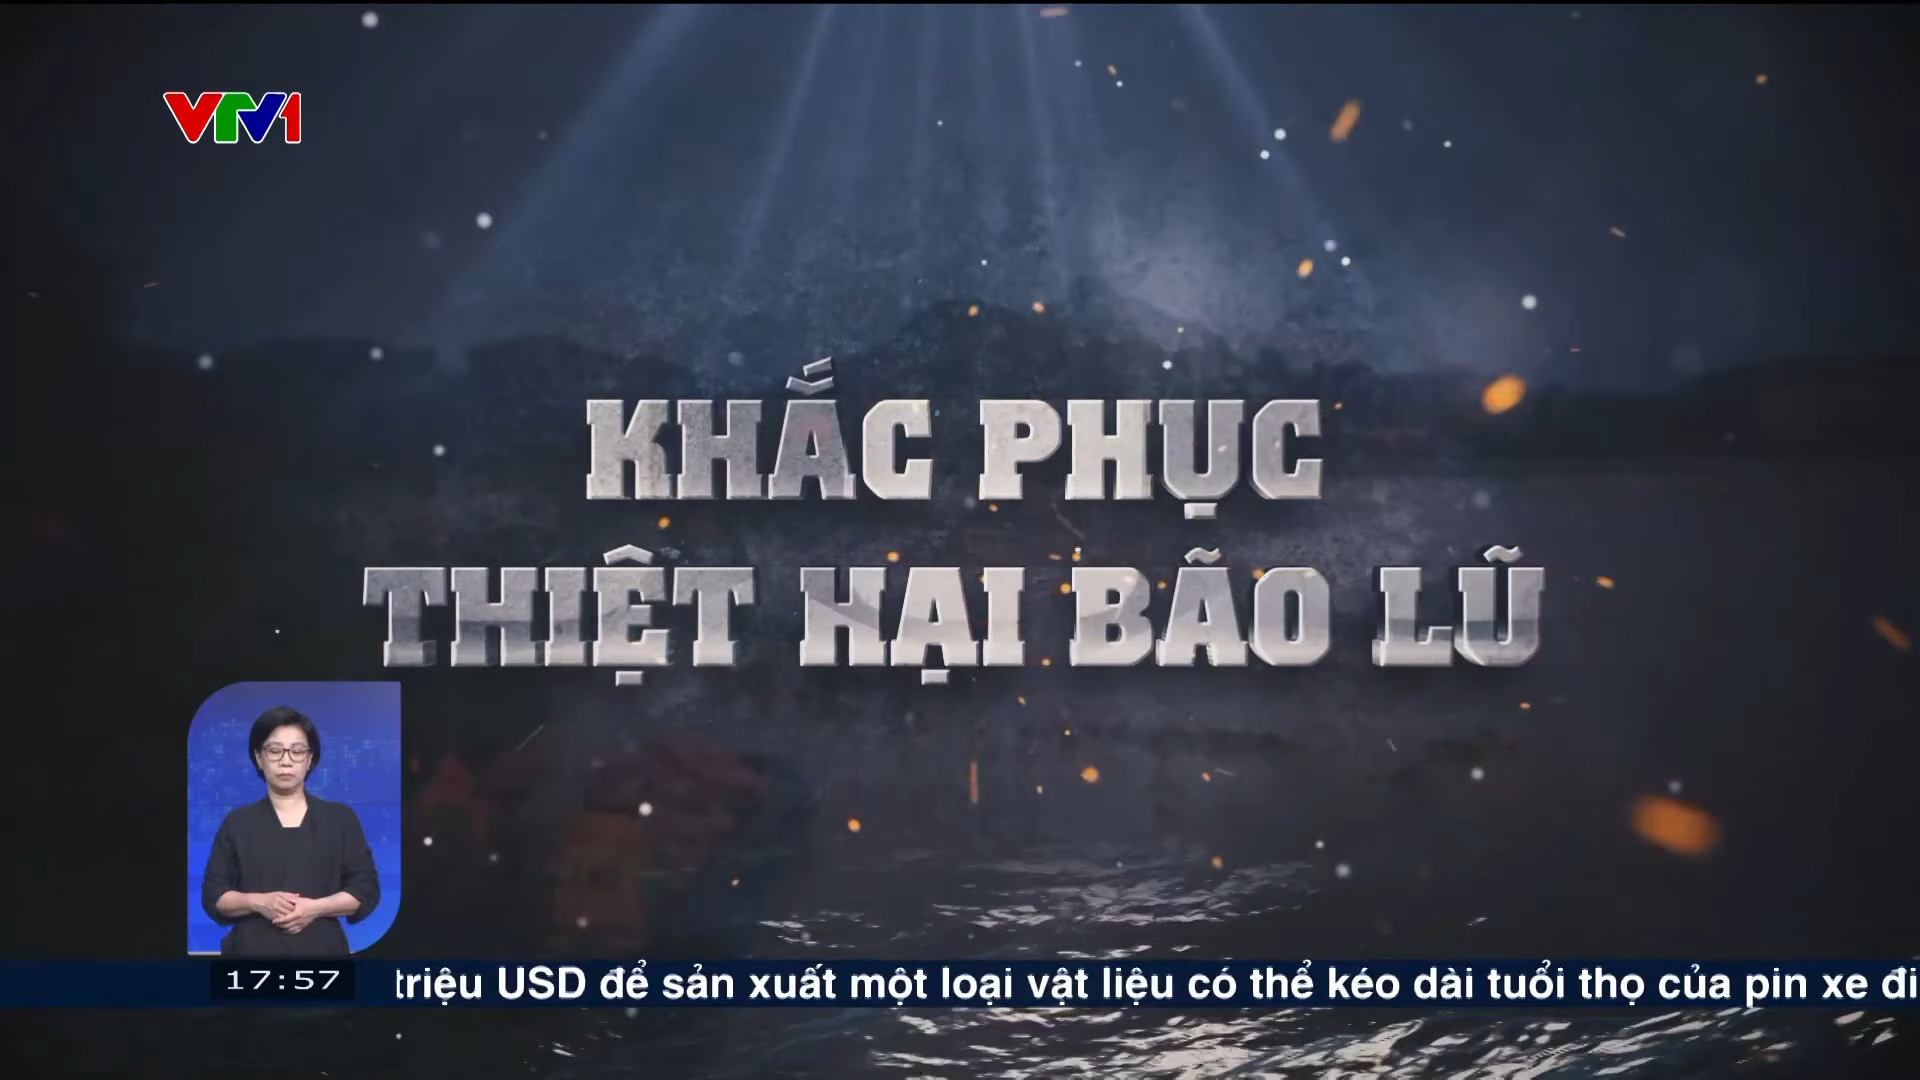 VTV1
KHẮC PHỤC
THIỆT HẠI BÃO LŨ
17:57
triệu USD để sản xuất một loại vật liệu có thể kéo dài tuổi thọ của pin xe đi